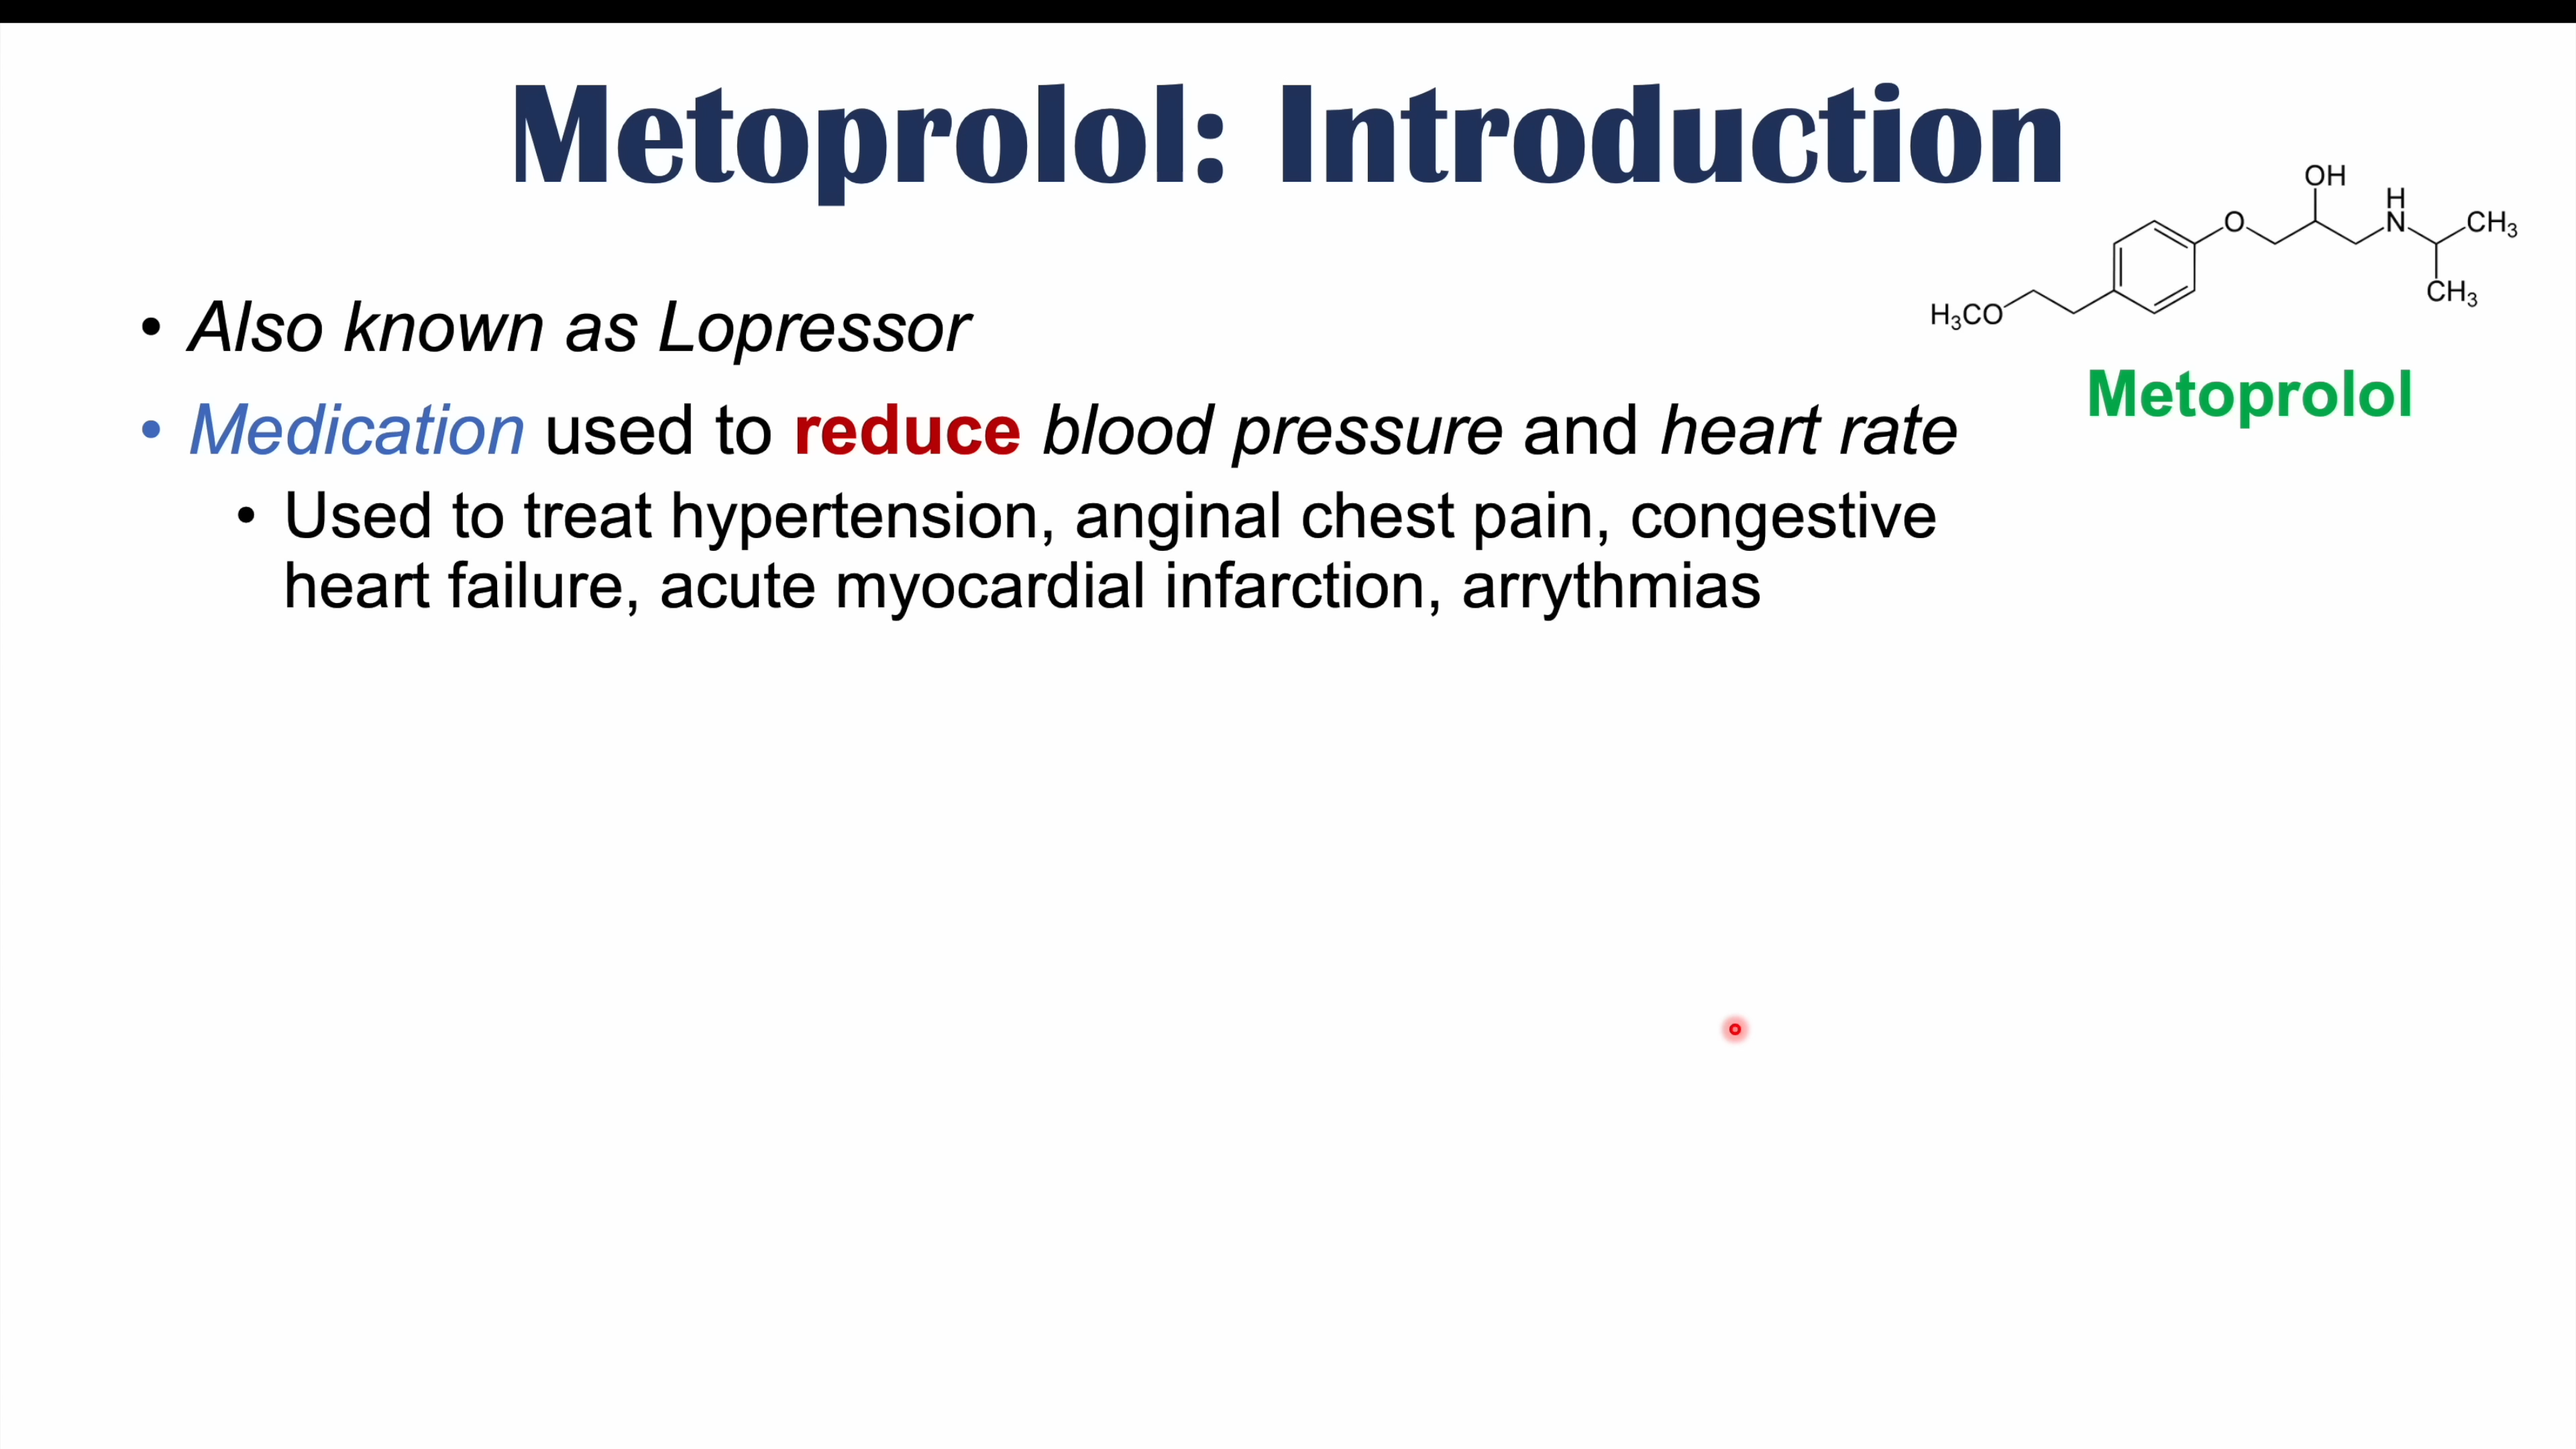 Metoprolol: Introduction
OH
H
N
CH3
O
CH3
H3CO
Metoprolol
• Also known as Lopressor
• Medication used to reduce blood pressure and heart rate
• Used to treat hypertension, anginal chest pain, congestive
heart failure, acute myocardial infarction, arrythmias